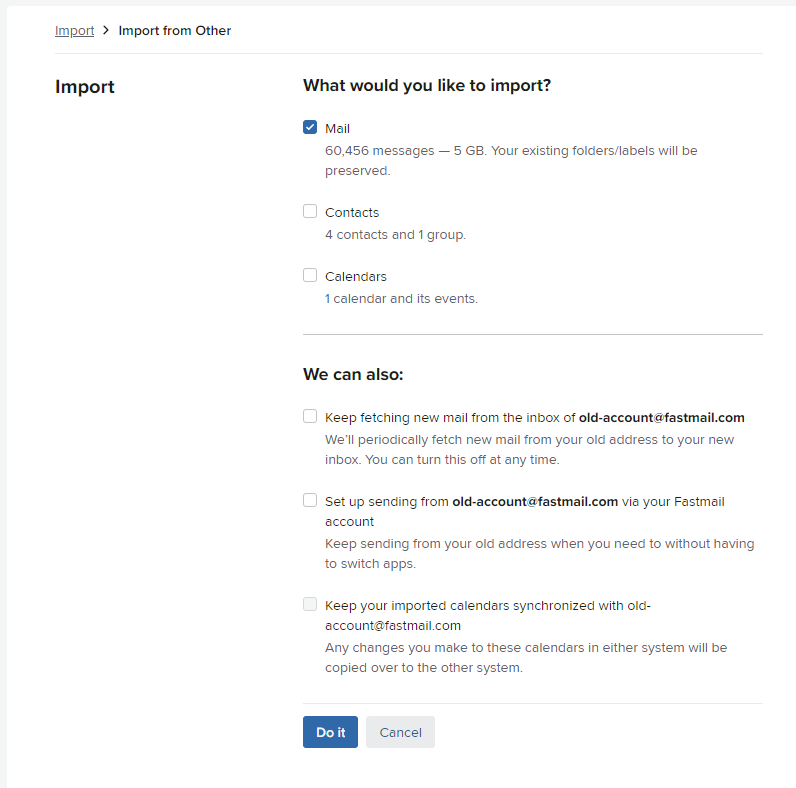 Import > Import from Other
Import
What would you like to import?
Mail
60,456 messages — 5 GB. Your existing folders/labels will be
preserved.
Contacts
4 contacts and 1 group.
Calendars
1 calendar and its events.
We can also:
Keep fetching new mail from the inbox of old-account@fastmail.com
We'll periodically fetch new mail from your old address to your new
inbox. You can turn this off at any time.
Set up sending from old-account@fastmail.com via your Fastmail
account
Keep sending from your old address when you need to without having
to switch apps.
Keep your imported calendars synchronized with old-
account@fastmail.com
Any changes you make to these calendars in either system will be
copied over to the other system.
Do it Cancel